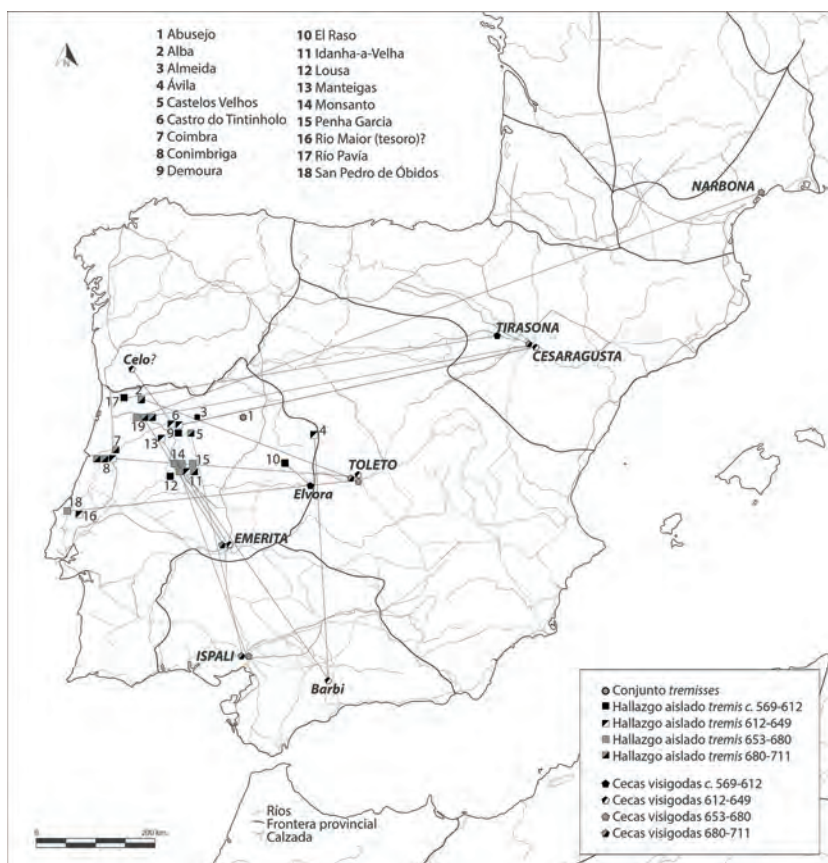 1 Abusejo
2 Alba
3 Almeida
4 Ávila
5 Castelos Velhos
6 Castro do Tintinholo
7 Coimbra
8 Conimbriga
9 Demoura
10 El Raso
11 Idanha-a-Velha
12 Lousa
13 Manteigas
14 Monsanto
15 Penha Garcia
16 Rio Maior (tesoro)?
17 Río Pavía
18 San Pedro de Óbidos
N
NARBONA
TIRASONA
CESARAGUSTA
Celo?
17
2
19
6
3
1
9
5
13
4
7
8
14
15
10
TOLETO
12
11
Elvora
18
16
EMERITA
ISPALI
Barbi
Conjunto tremisses
Hallazgo aislado tremis c. 569-612
Hallazgo aislado tremis 612-649
Hallazgo aislado tremis 653-680
Hallazgo aislado tremis 680-711
Cecas visigodas c. 569-612
Cecas visigodas 612-649
Cecas visigodas 653-680
Cecas visigodas 680-711
Ríos
Frontera provincial
Calzada
0 200 km.